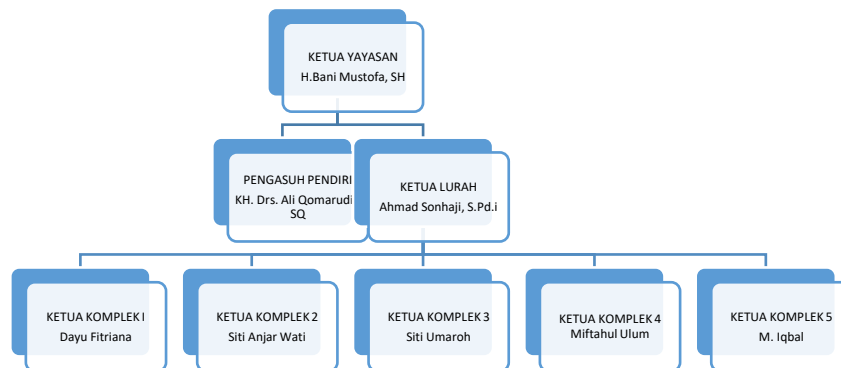 KETUA YAYASAN
H.Bani Mustofa, SH
PENGASUH PENDIRI
KH. Drs. Ali Qomarudi
SQ
KETUA LURAH
Ahmad Sonhaji, S.Pd.i
KETUA KOMPLEK I
Dayu Fitriana
KETUA KOMPLEK 2
Siti Anjar Wati
KETUA KOMPLEK 3
Siti Umaroh
KETUA KOMPLEK 4
Miftahul Ulum
KETUA KOMPLEK 5
M. Iqbal